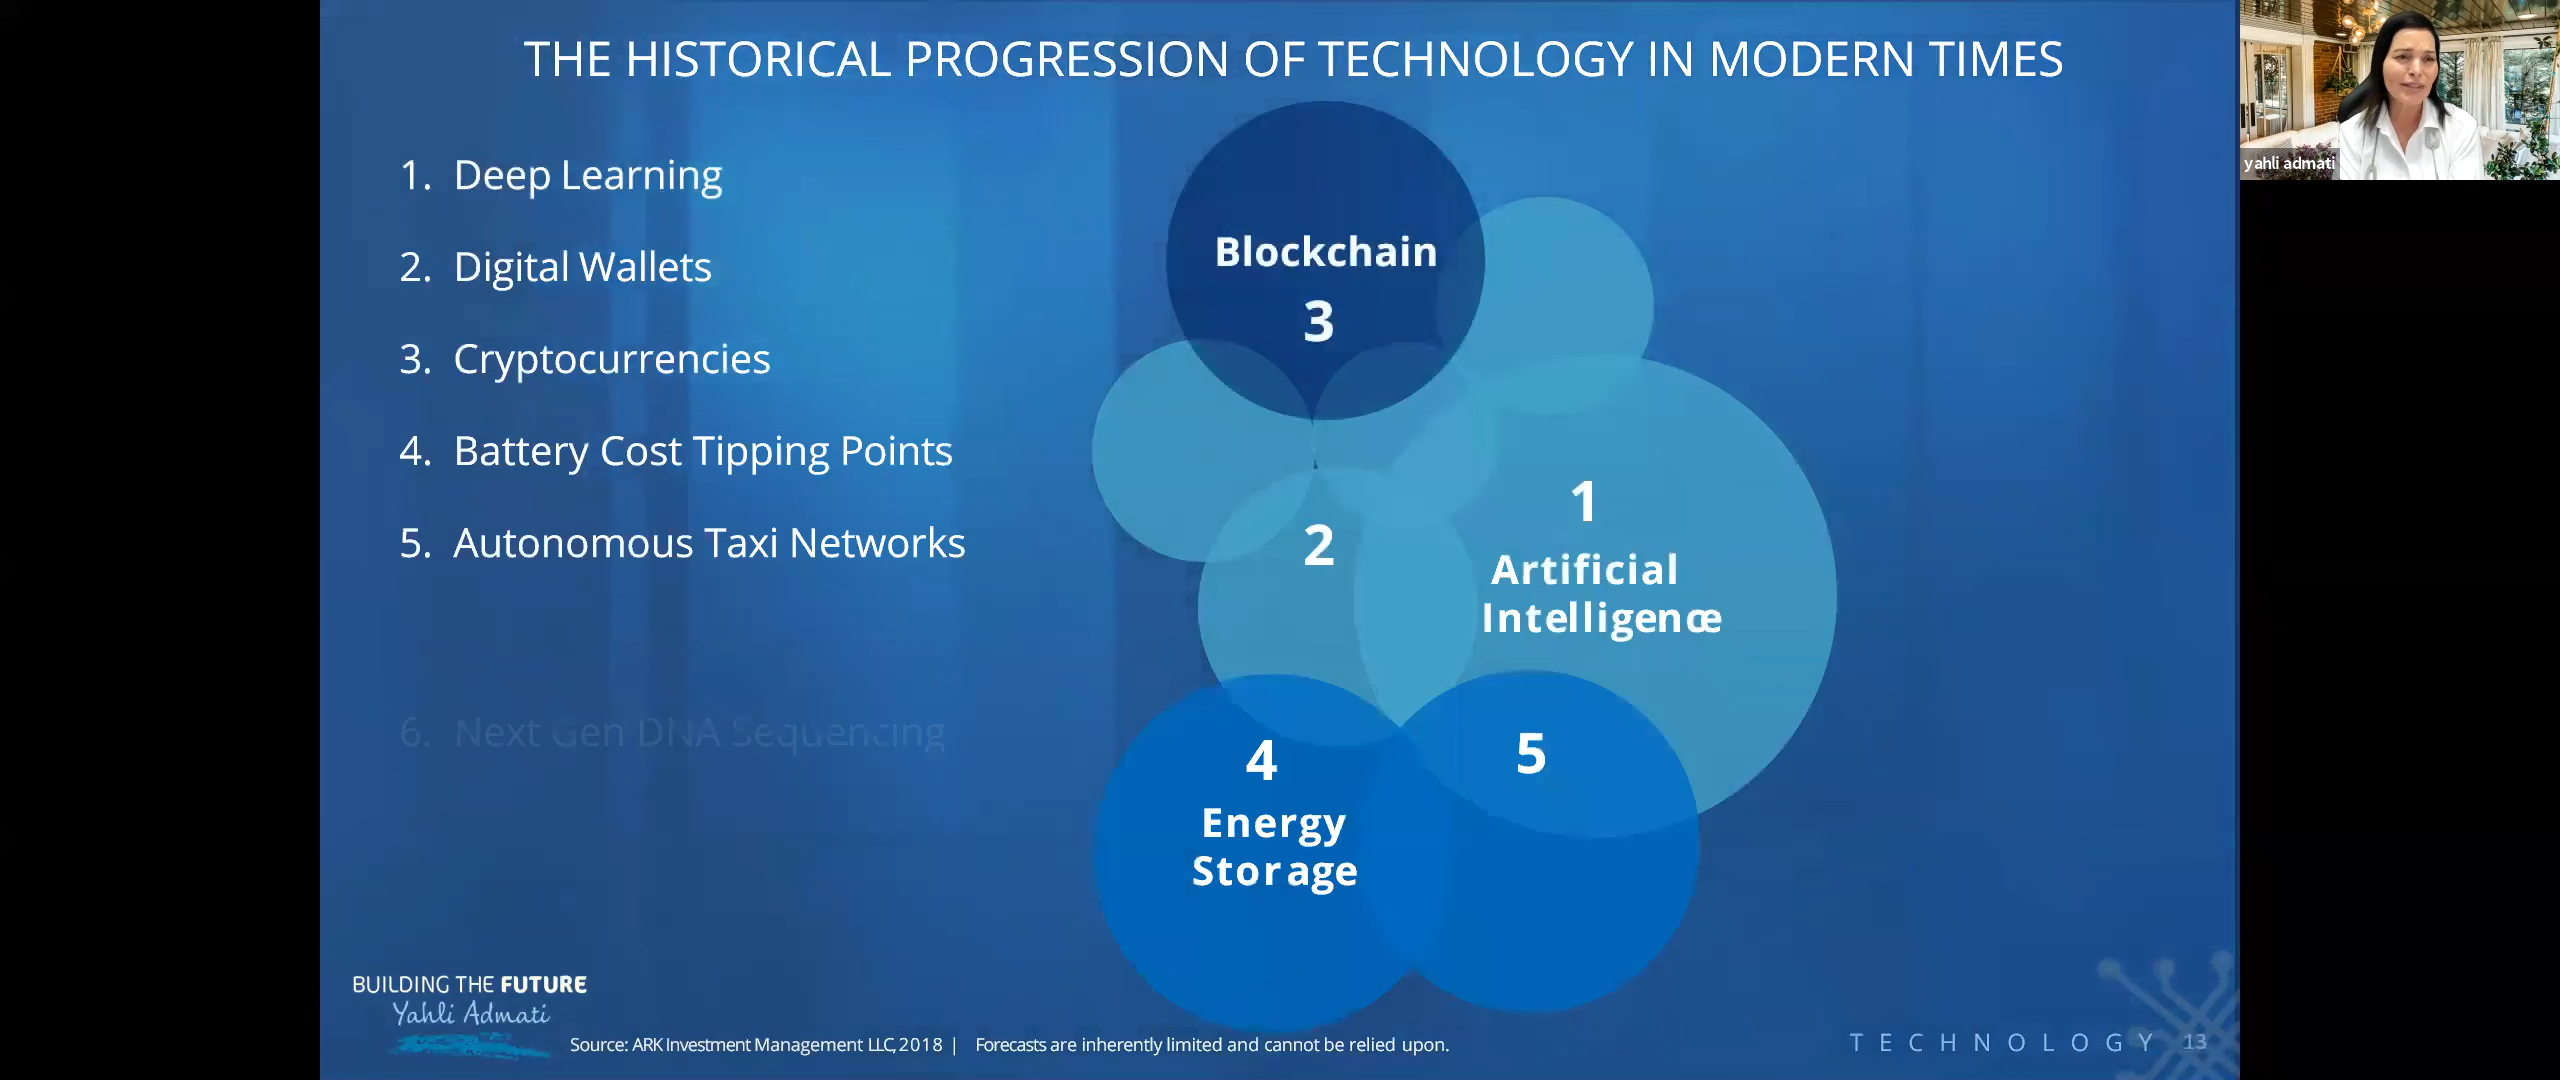 THE HISTORICAL PROGRESSION OF TECHNOLOGY IN MODERN TIMES
yahli admati
1. Deep Learning
2. Digital Wallets
3. Cryptocurrencies
4. Battery Cost Tipping Points
5. Autonomous Taxi Networks
6. Next Gen DNA Sequencing
Blockchain
3
2
1
Artificial
Intelligence
4
Energy
Storage
5
BUILDING THE FUTURE
Yahli Admati
Source: ARK Investment Management LLC, 2018 | Forecasts are inherently limited and cannot be relied upon.
TECHNOLOGY 13